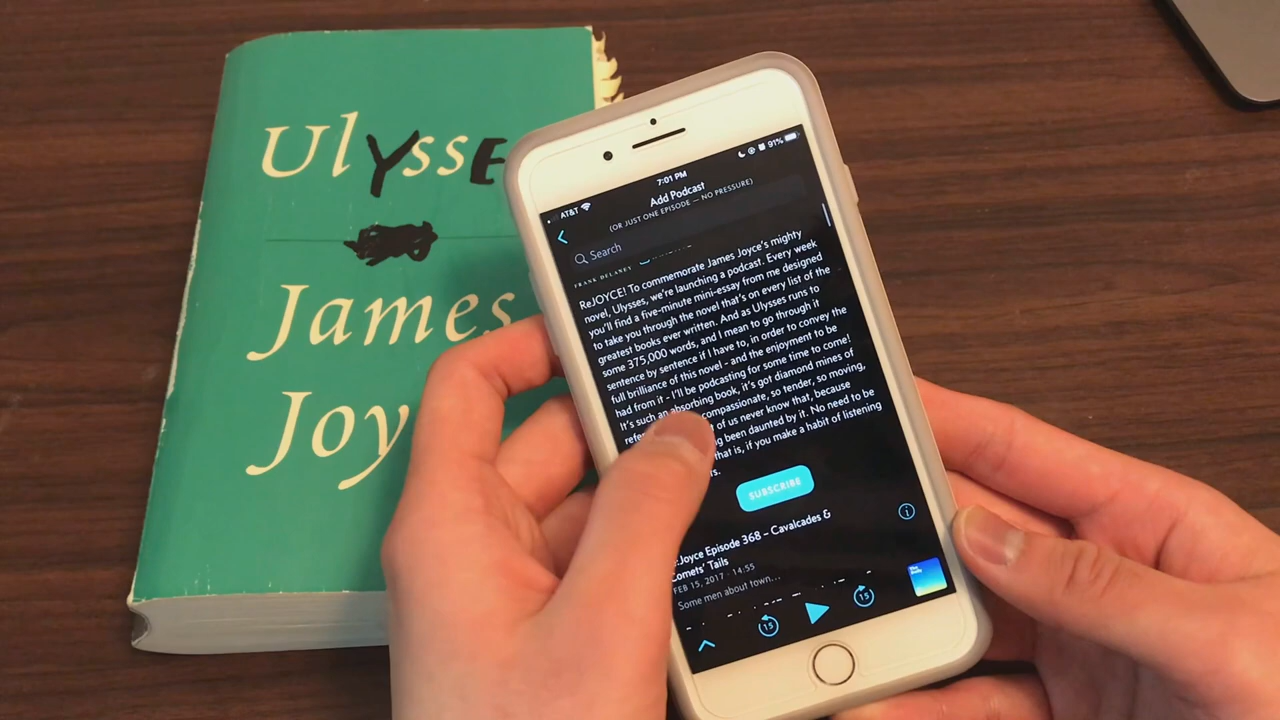 UlYssE
James
Joy
AT&T
7:01 PM
91%
Add Podcast
(OR JUST ONE EPISODE — NO PRESSURE)
Search
FRANK DELANEY
ReJOYCE! To commemorate James Joyce's mighty
novel, Ulysses, we're launching a podcast. Every week
you'll find a five-minute mini-essay from me designed
to take you through the novel that's on every list of the
greatest books ever written. And as Ulysses runs to
some 375,000 words, and I mean to go through it
sentence by sentence if I have to, in order to convey the
full brilliance of this novel - and the enjoyment to be
had from it - I'll be podcasting for some time to come!
It's such an absorbing book, it's got diamond mines of
compassionate, so tender, so moving,
of us never know that, because
been daunted by it. No need to be
that is, if you make a habit of listening
SUBSCRIBE
Joyce Episode 368 – Cavalcades &
Comets' Tails
FEB 15, 2017 · 14:55
Some men about town...
15
15